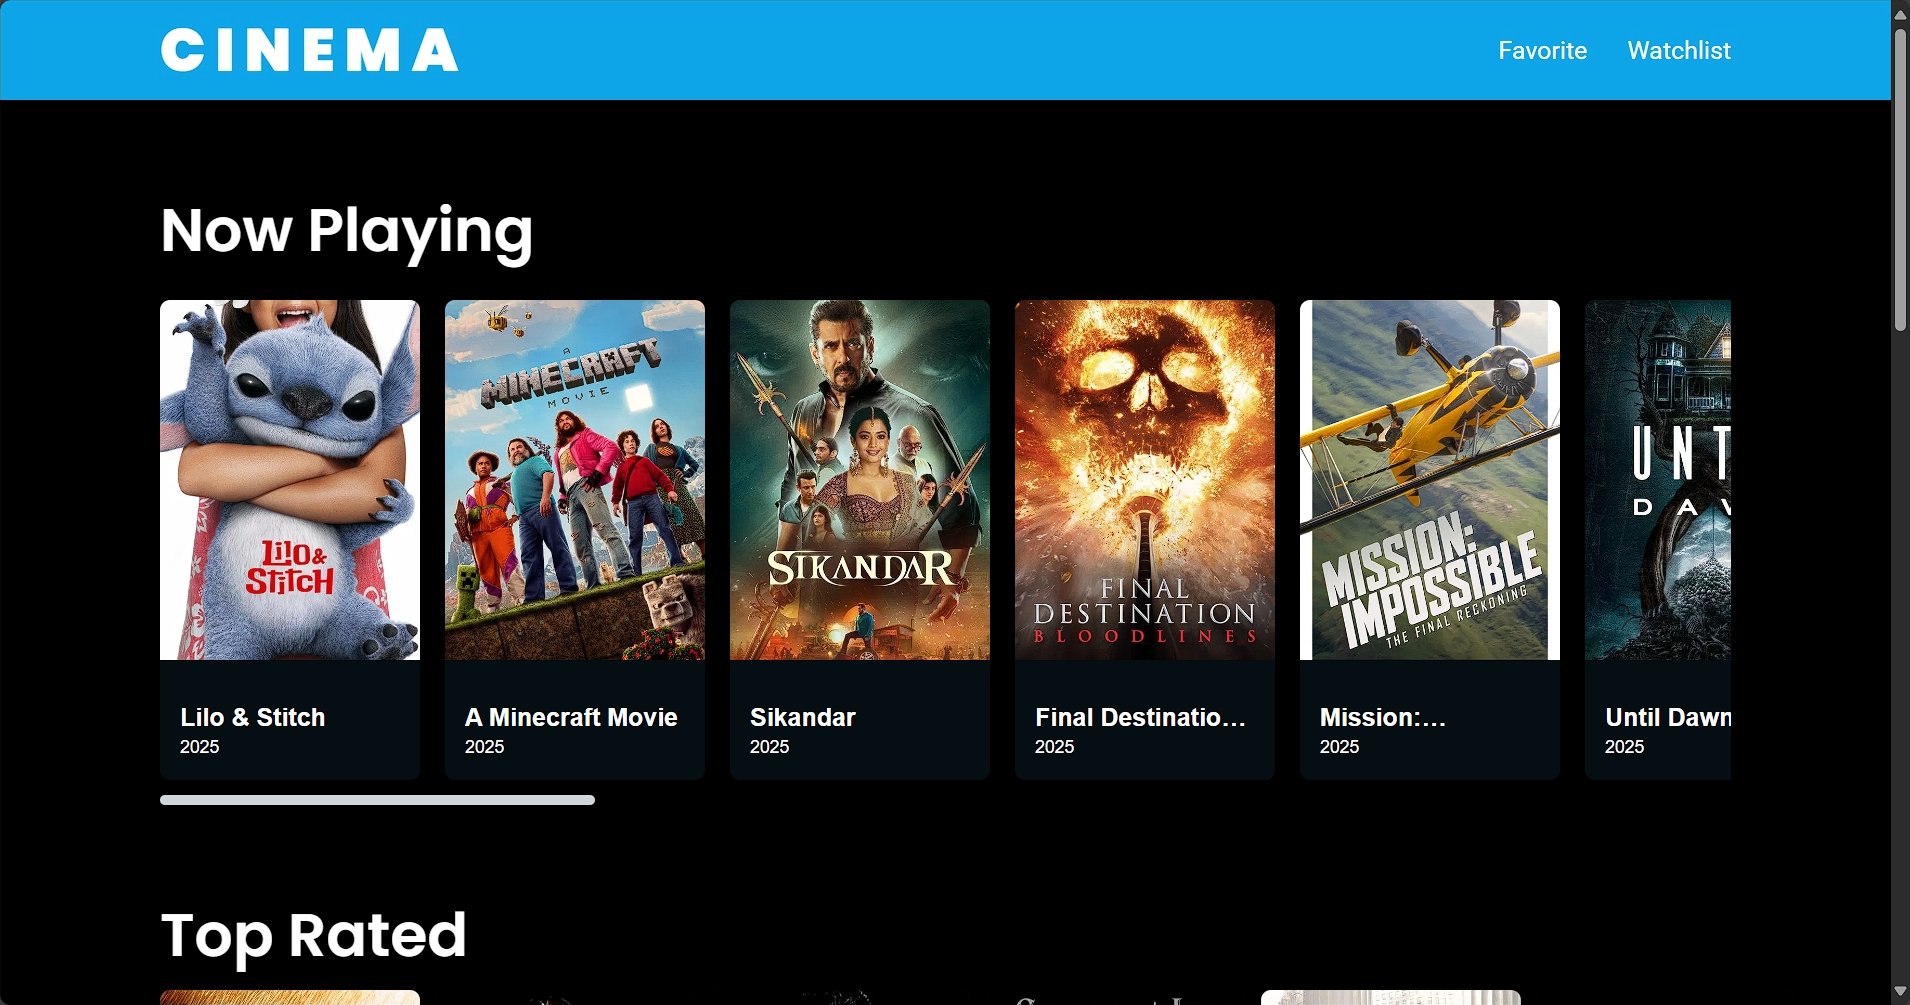 CINEMA
Favorite
Watchlist
Now Playing
Lilo &
Stitch
A
MINECRAFT
MOVIE
SIKANDAR
FINAL
DESTINATION
BLOODLINES
MISSION:
IMPOSSIBLE
THE FINAL RECKONING
UNT
DA
Lilo & Stitch
2025
A Minecraft Movie
2025
Sikandar
2025
Final Destinatio...
2025
Mission:...
2025
Until Dawn
2025
Top Rated